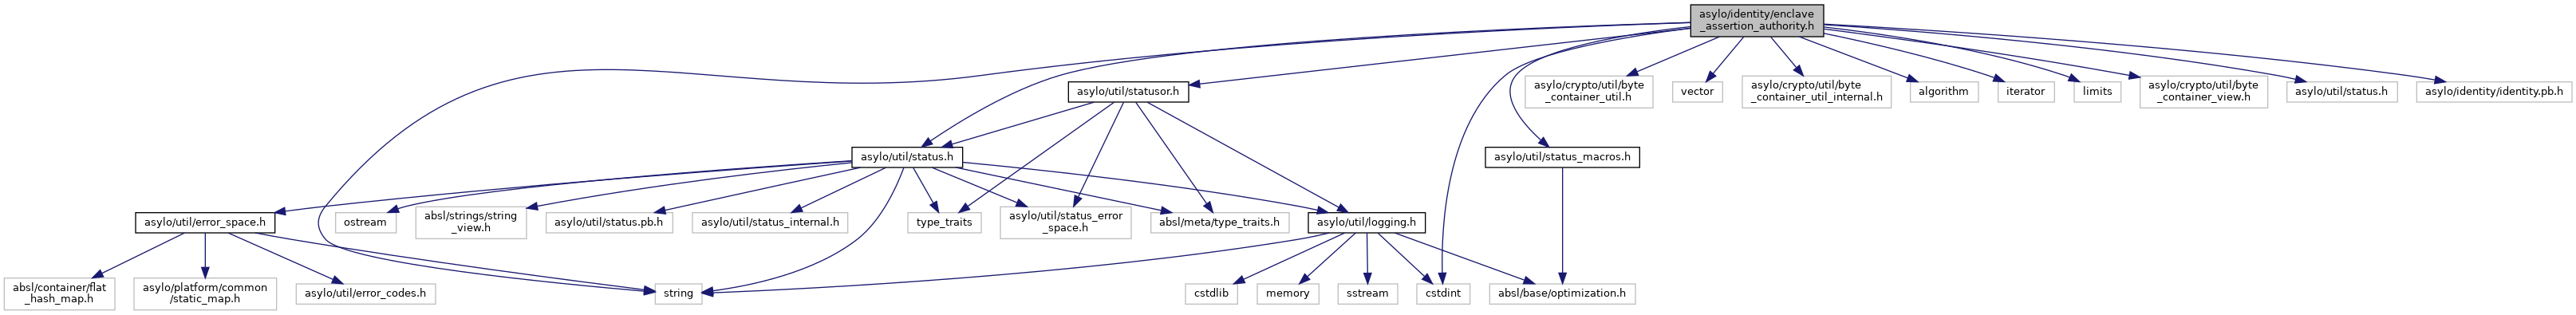 asylo/identity/enclave
_assertion_authority.h
asylo/util/statusor.h
asylo/crypto/util/byte
_container_util.h
vector
asylo/crypto/util/byte
_container_util_internal.h
algorithm
iterator
limits
asylo/crypto/util/byte
_container_view.h
asylo/util/status.h
asylo/identity/identity.pb.h
asylo/util/status.h
asylo/util/status_macros.h
asylo/util/error_space.h
ostream
absl/strings/string
_view.h
asylo/util/status.pb.h
asylo/util/status_internal.h
type_traits
asylo/util/status_error
_space.h
absl/meta/type_traits.h
asylo/util/logging.h
absl/container/flat
_hash_map.h
asylo/platform/common
/static_map.h
asylo/util/error_codes.h
string
cstdlib
memory
sstream
cstdint
absl/base/optimization.h